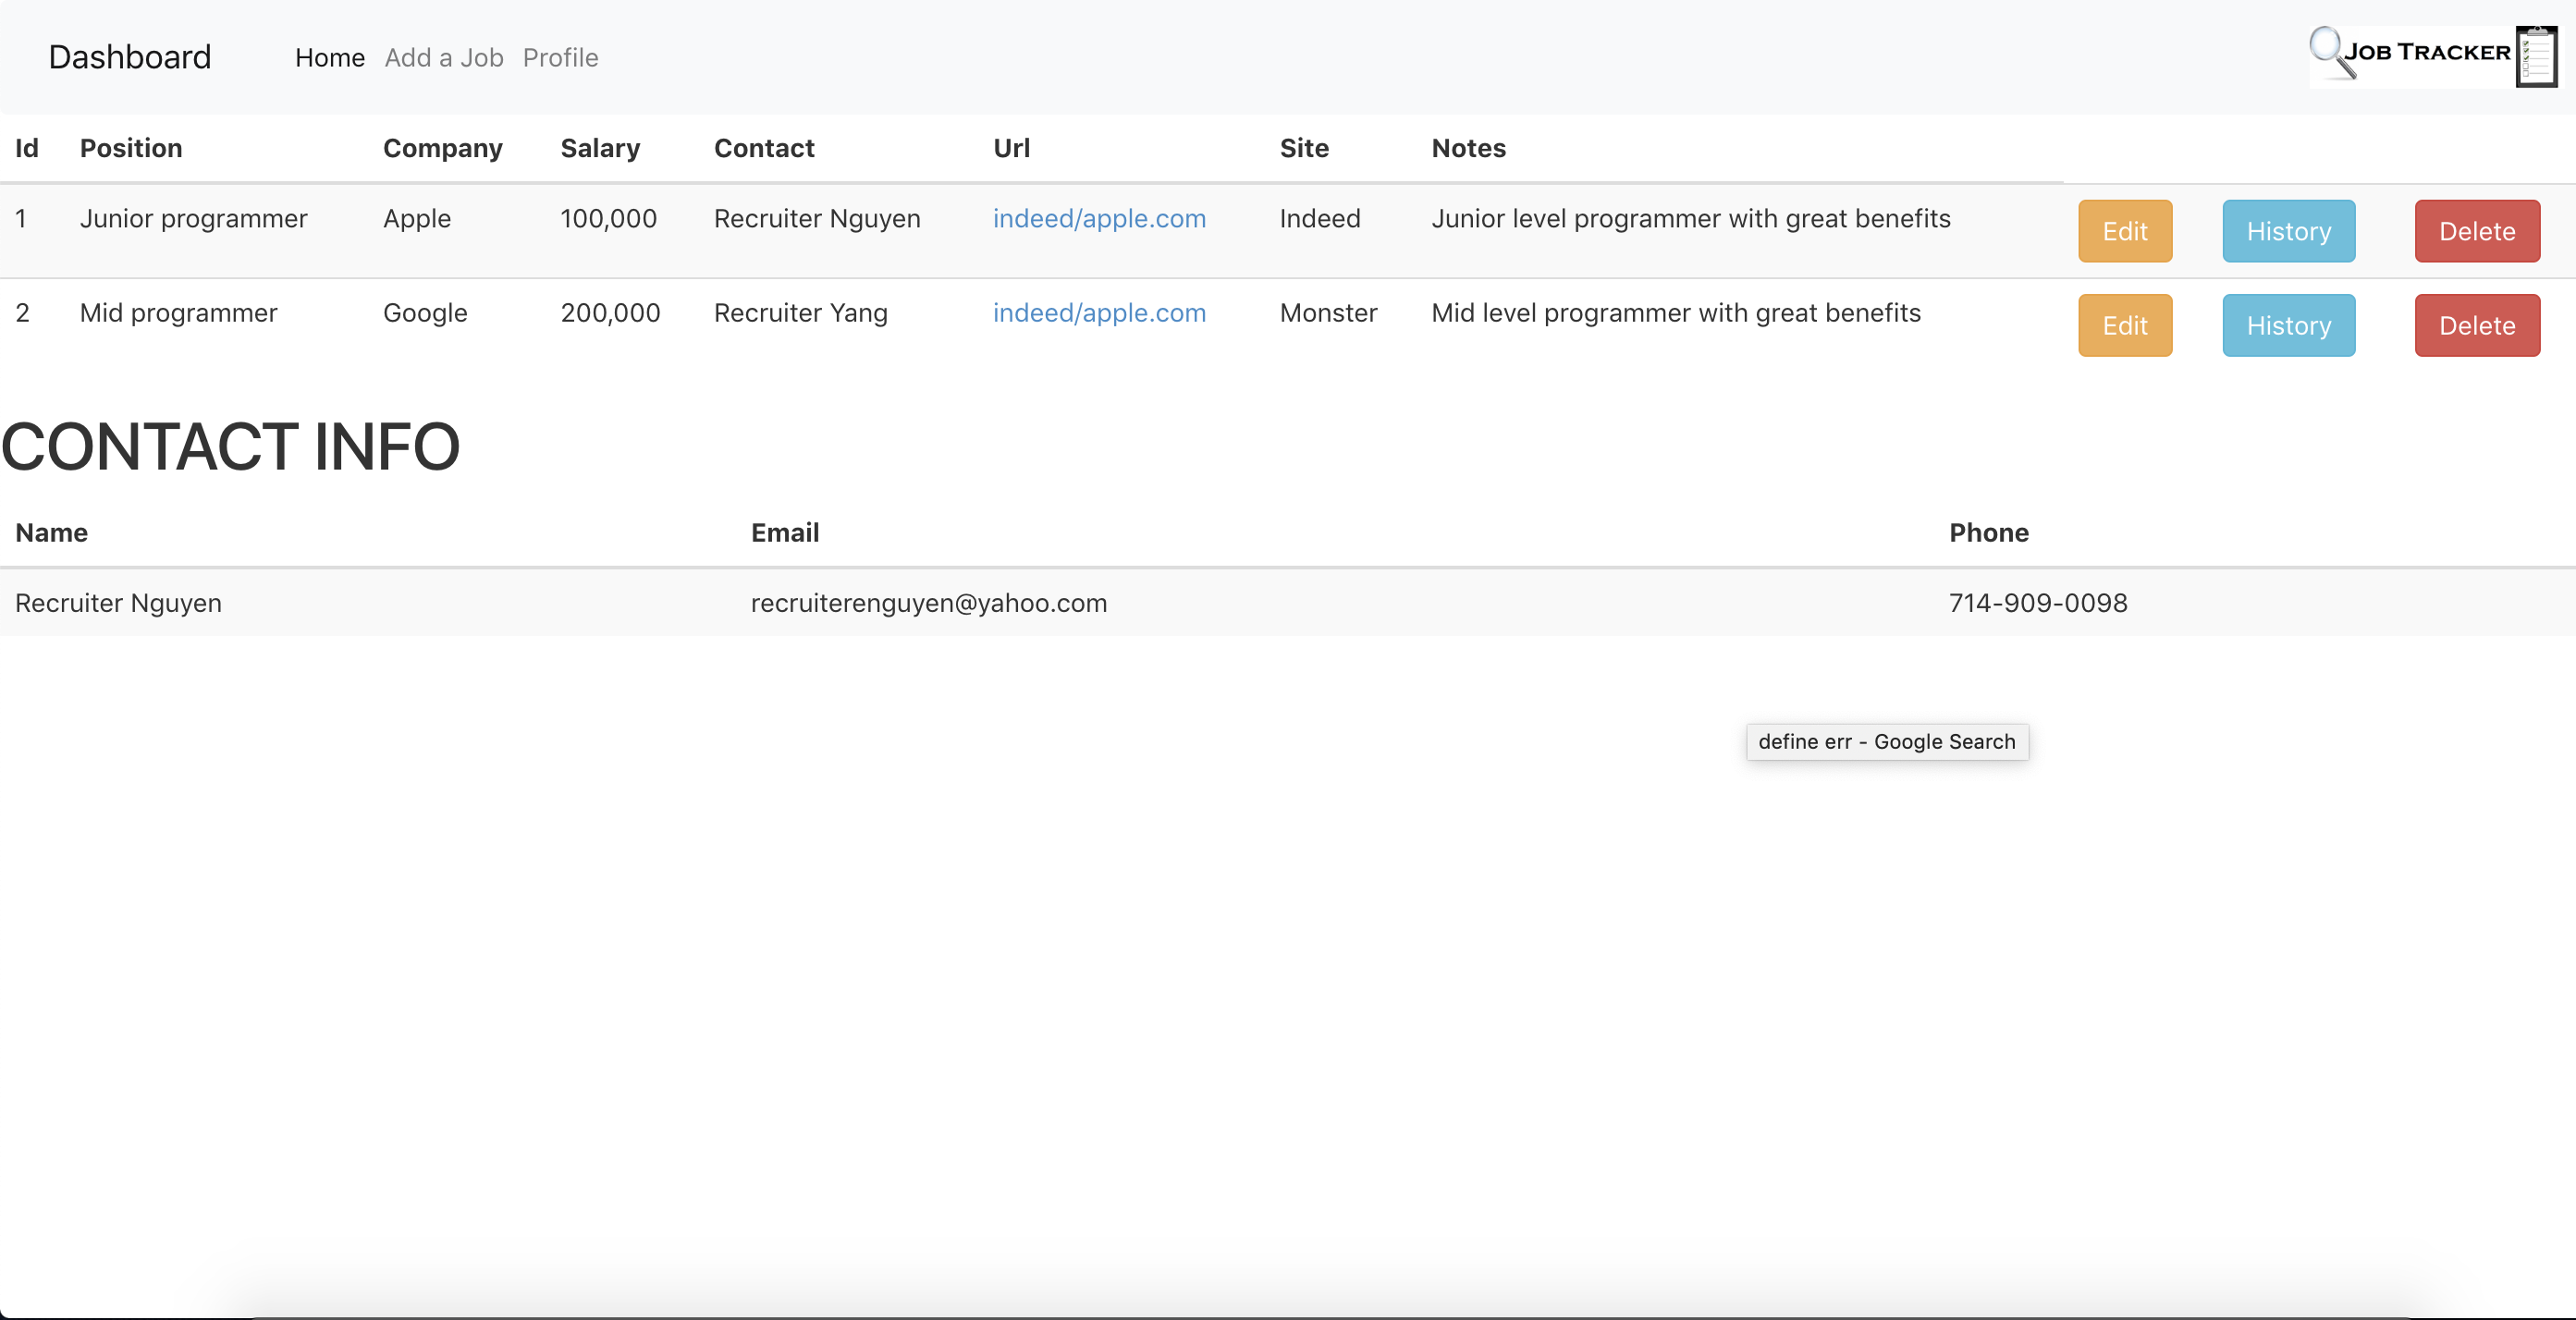 Dashboard Home Add a Job Profile JOB TRACKER
Id Position Company Salary Contact Url Site Notes
1 Junior programmer Apple 100,000 Recruiter Nguyen indeed/apple.com Indeed Junior level programmer with great benefits Edit History Delete
2 Mid programmer Google 200,000 Recruiter Yang indeed/apple.com Monster Mid level programmer with great benefits Edit History Delete
CONTACT INFO
Name Email Phone
Recruiter Nguyen recruiterenguyen@yahoo.com 714-909-0098
define err - Google Search